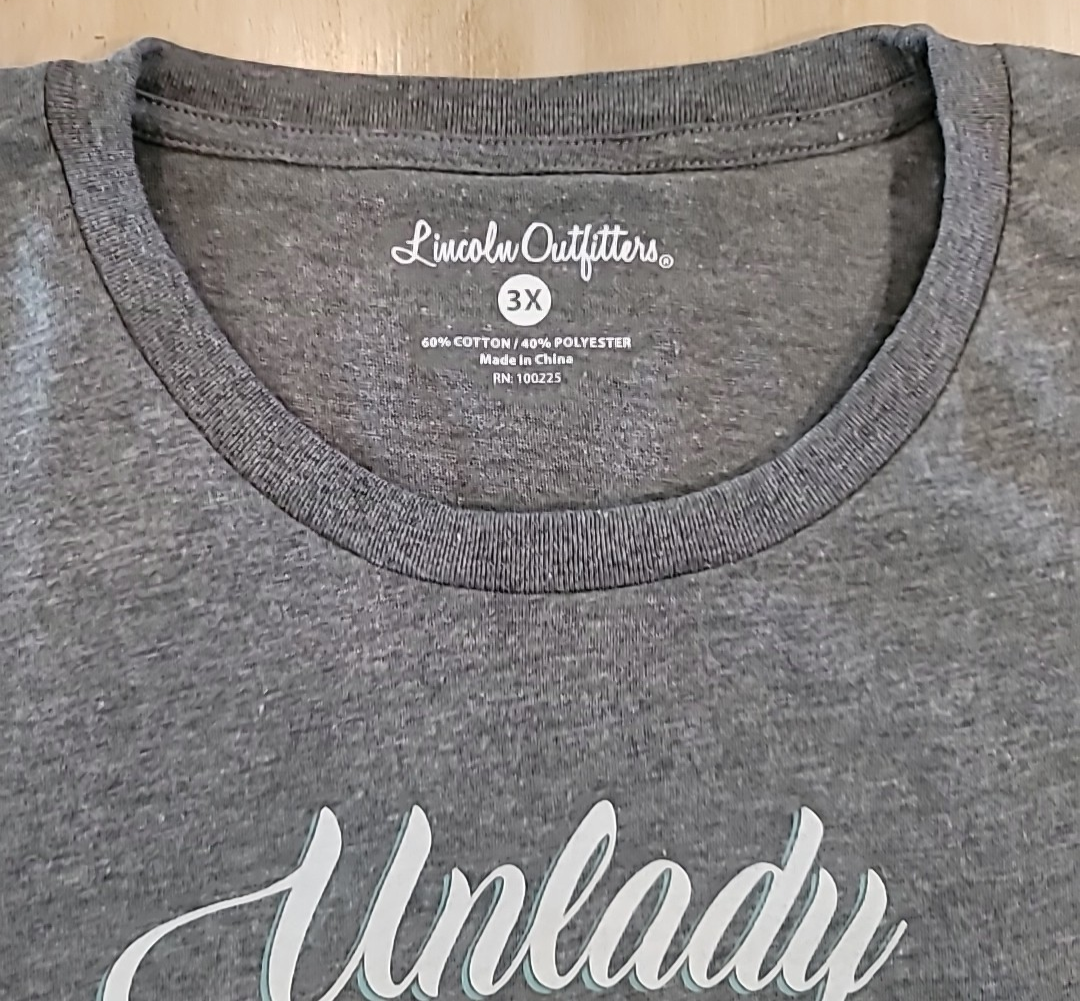 Lincoln Outfitters®
3X
60% COTTON / 40% POLYESTER
Made in China
RN: 100225
Unlady